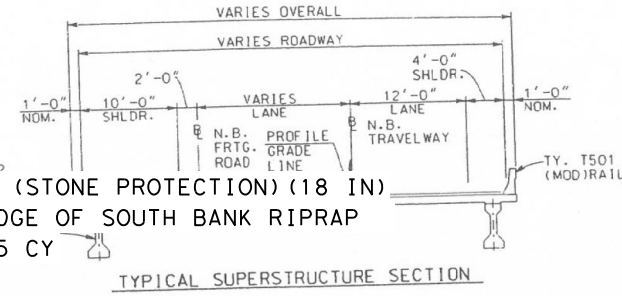 VARIES OVERALL
VARIES ROADWAY
1'-0"
NOM.
10'-0"
SHLDR.
2'-0"
VARIES
LANE
12'-0"
LANE
4'-0"
SHLDR.
1'-0"
NOM.
N.B.
FRTG.
ROAD
PROFILE
GRADE
LINE
N.B.
TRAVELWAY
TY. T501
(MOD)RAIL
(STONE PROTECTION)(18 IN)
OF SOUTH BANK RIPRAP
CY
TYPICAL SUPERSTRUCTURE SECTION